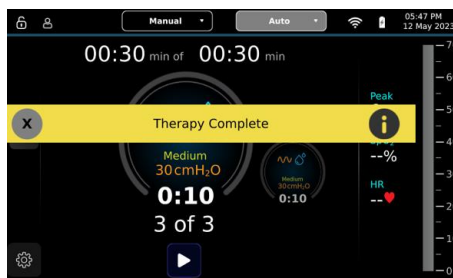 Manual
Auto
05:47 PM
12 May 2023
00:30 min of 00:30 min
Peak
X Therapy Complete i
Medium
30cmH₂O
0:10
3 of 3
Medium
30cmH₂O
0:10
--%
HR
--
7
6
5
4
3
2
1
0